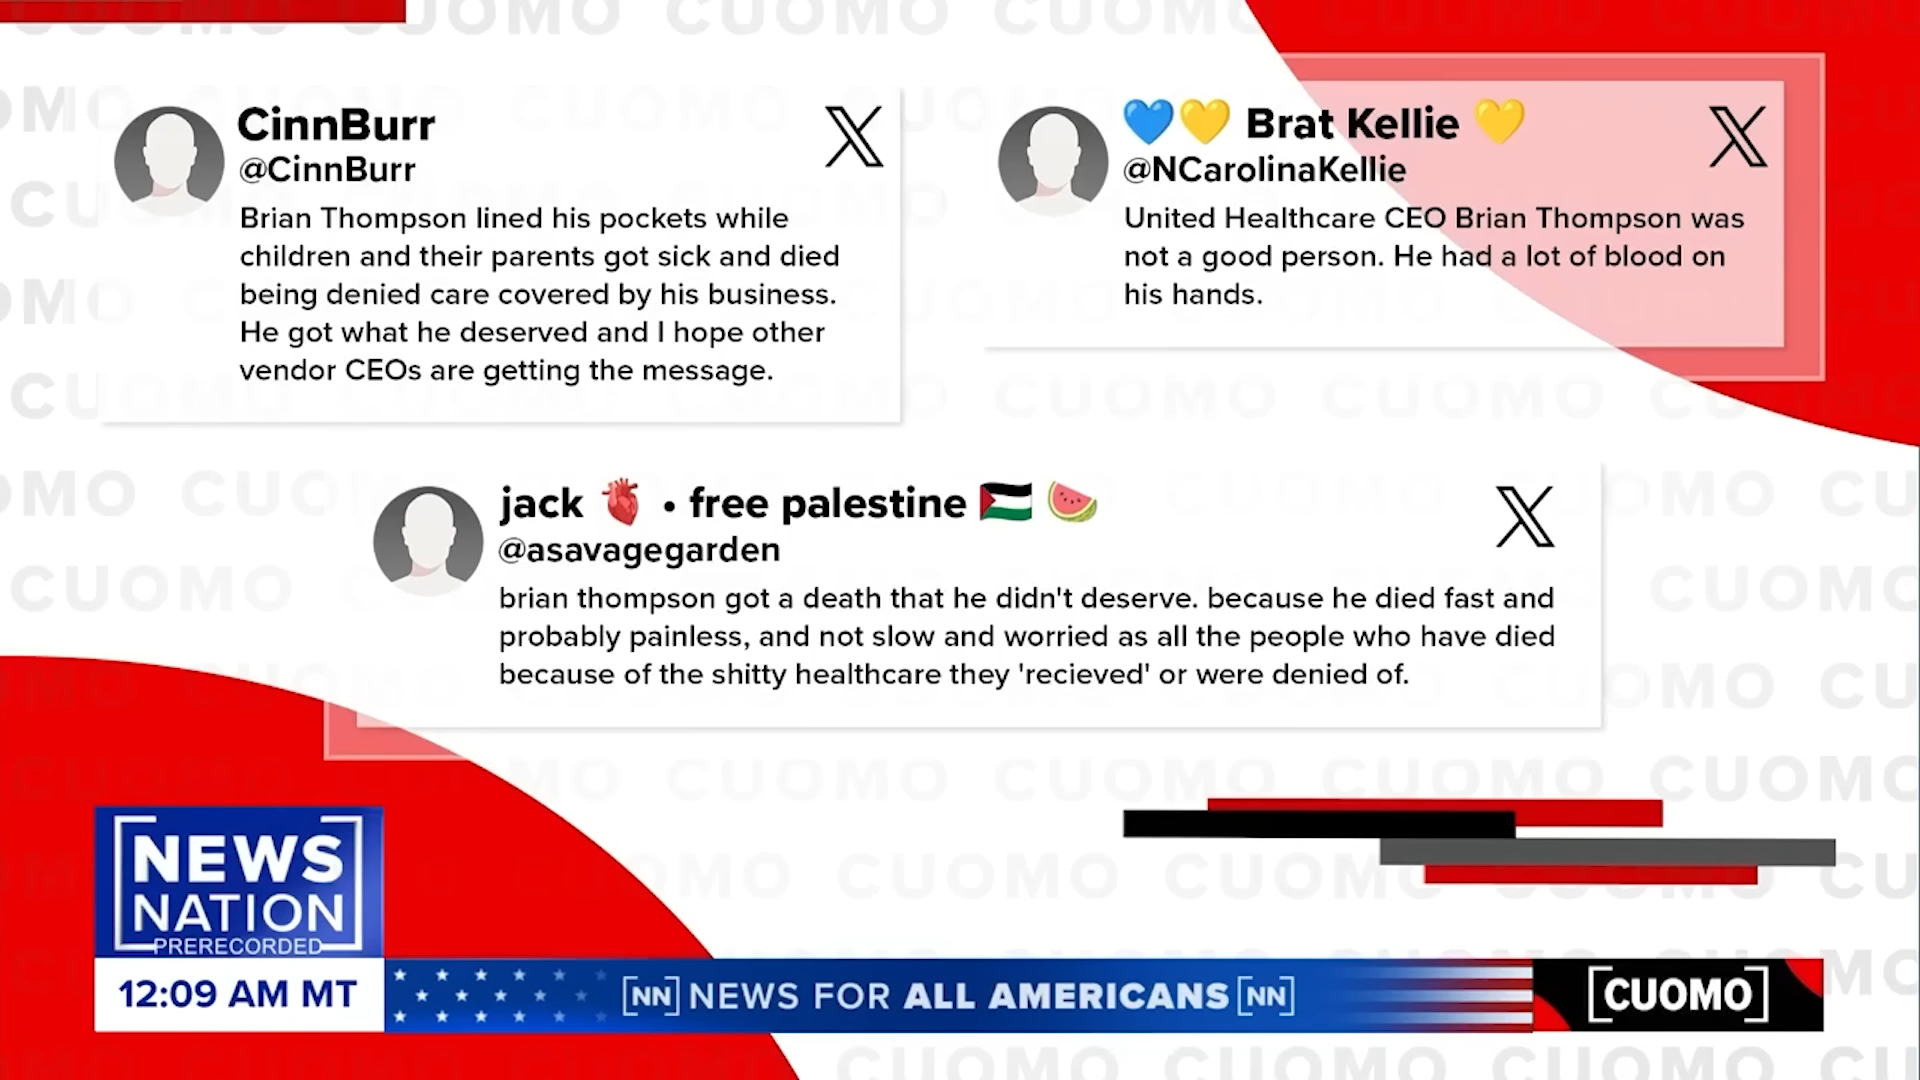 CinnBurr
@CinnBurr
Brian Thompson lined his pockets while
children and their parents got sick and died
being denied care covered by his business.
He got what he deserved and I hope other
vendor CEOs are getting the message.
💙💛 Brat Kellie 💛
@NCarolinaKellie
United Healthcare CEO Brian Thompson was
not a good person. He had a lot of blood on
his hands.
jack 🫀 • free palestine 🇵🇸 🍉
@asavagegarden
brian thompson got a death that he didn't deserve. because he died fast and
probably painless, and not slow and worried as all the people who have died
because of the shitty healthcare they 'recieved' or were denied of.
NEWS
NATION
PRERECORDED
12:09 AM MT
[NN] NEWS FOR ALL AMERICANS [NN]
[CUOMO]